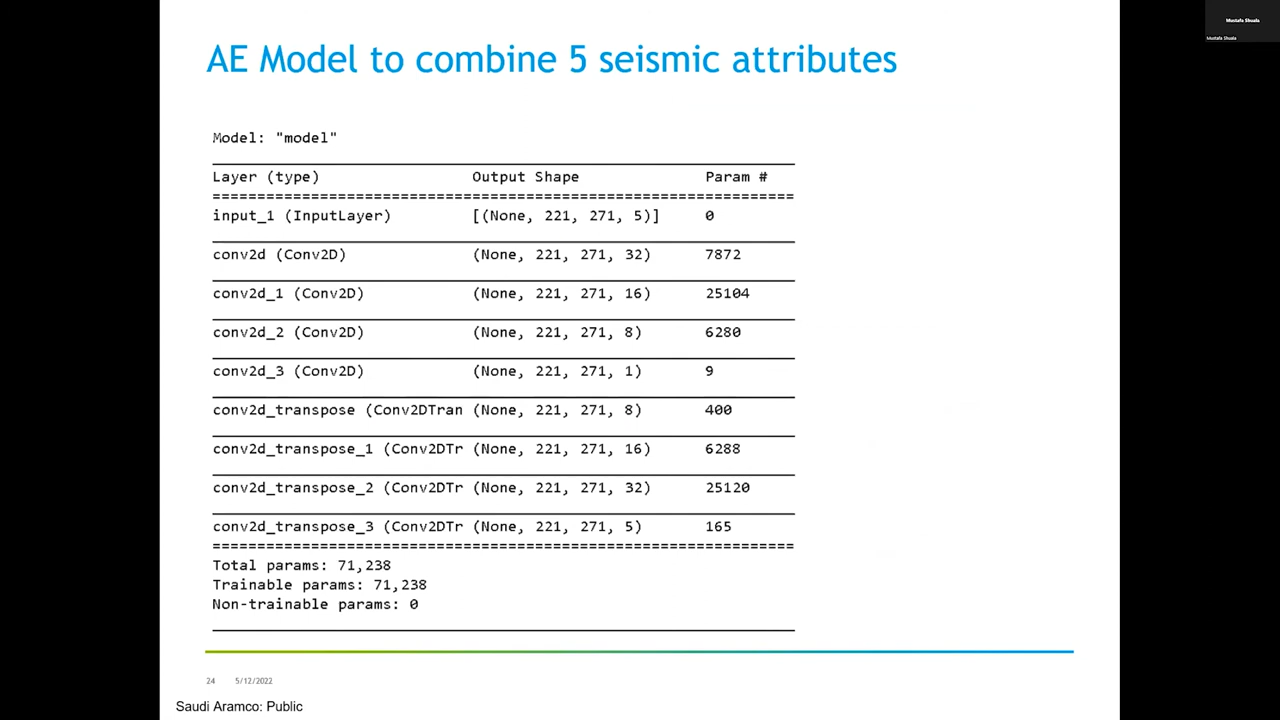 Mustafa Shuala
Mustafa Shuala
AE Model to combine 5 seismic attributes
Model: "model"
Layer (type) Output Shape Param #
input_1 (InputLayer) [(None, 221, 271, 5)] 0
conv2d (Conv2D) (None, 221, 271, 32) 7872
conv2d_1 (Conv2D) (None, 221, 271, 16) 25104
conv2d_2 (Conv2D) (None, 221, 271, 8) 6280
conv2d_3 (Conv2D) (None, 221, 271, 1) 9
conv2d_transpose (Conv2DTran (None, 221, 271, 8) 400
conv2d_transpose_1 (Conv2DTr (None, 221, 271, 16) 6288
conv2d_transpose_2 (Conv2DTr (None, 221, 271, 32) 25120
conv2d_transpose_3 (Conv2DTr (None, 221, 271, 5) 165
Total params: 71,238
Trainable params: 71,238
Non-trainable params: 0
24 5/12/2022
Saudi Aramco: Public